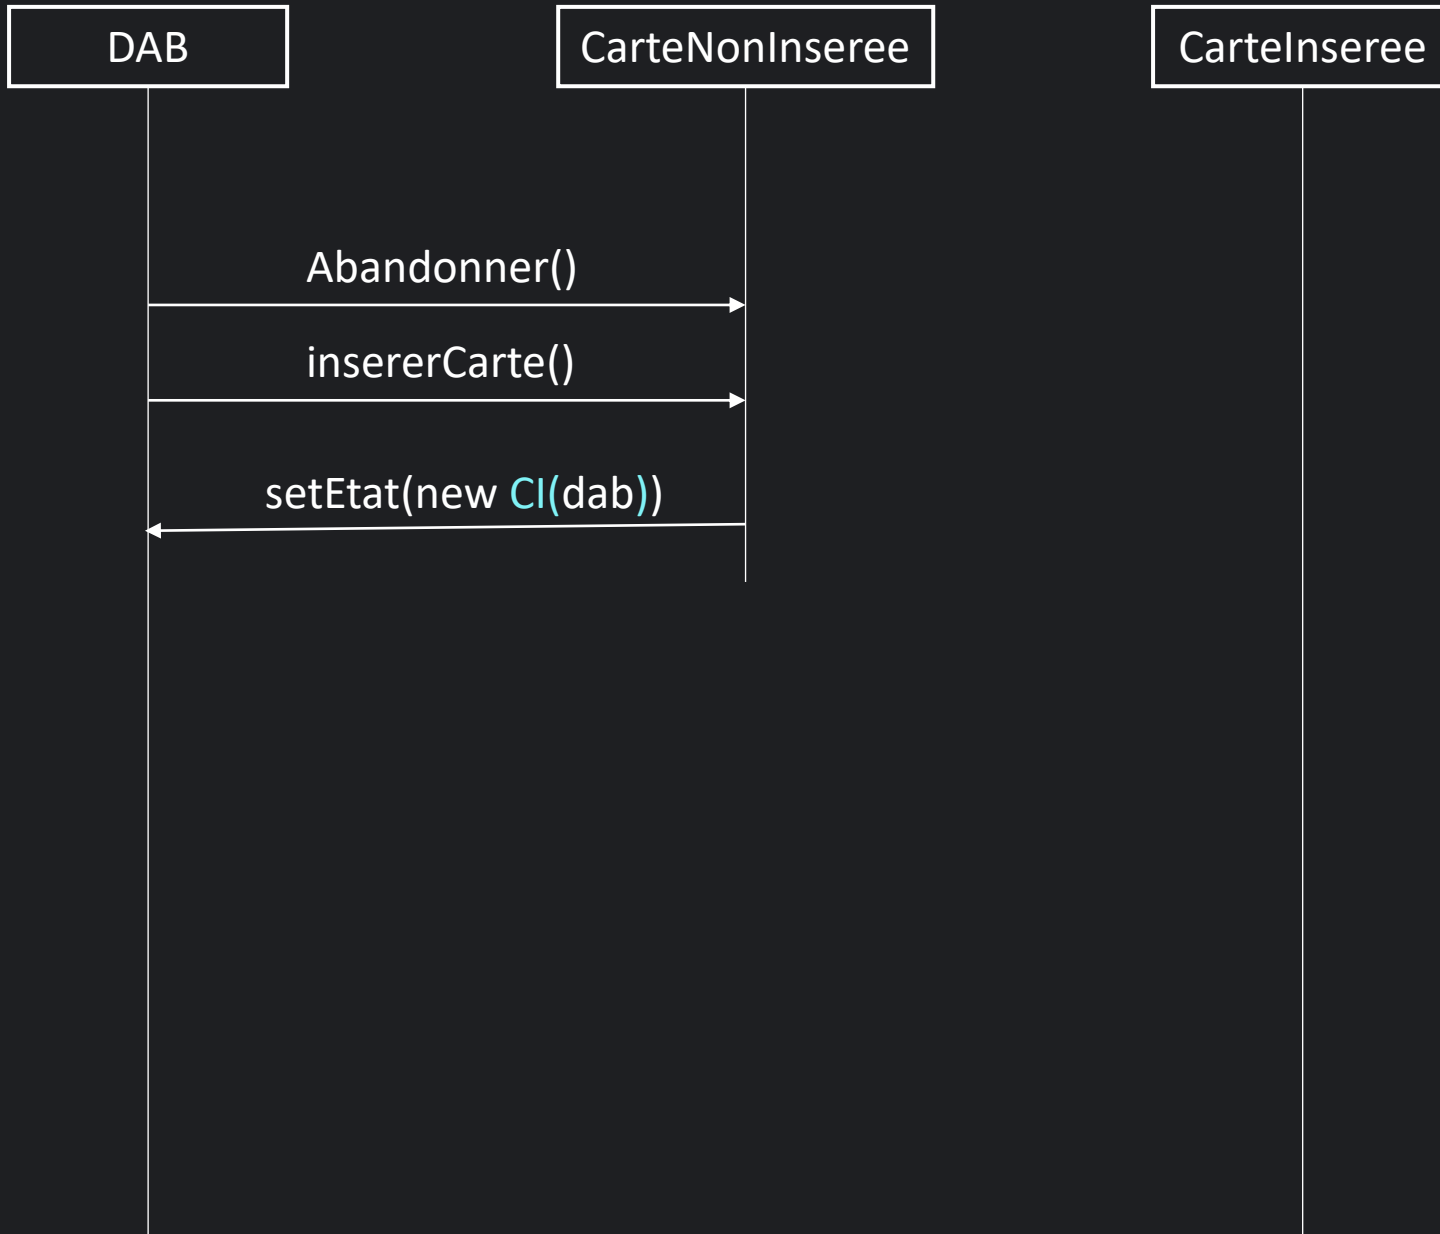 DAB
CarteNonInseree
CarteInseree
Abandonner()
insererCarte()
setEtat(new CI(dab))